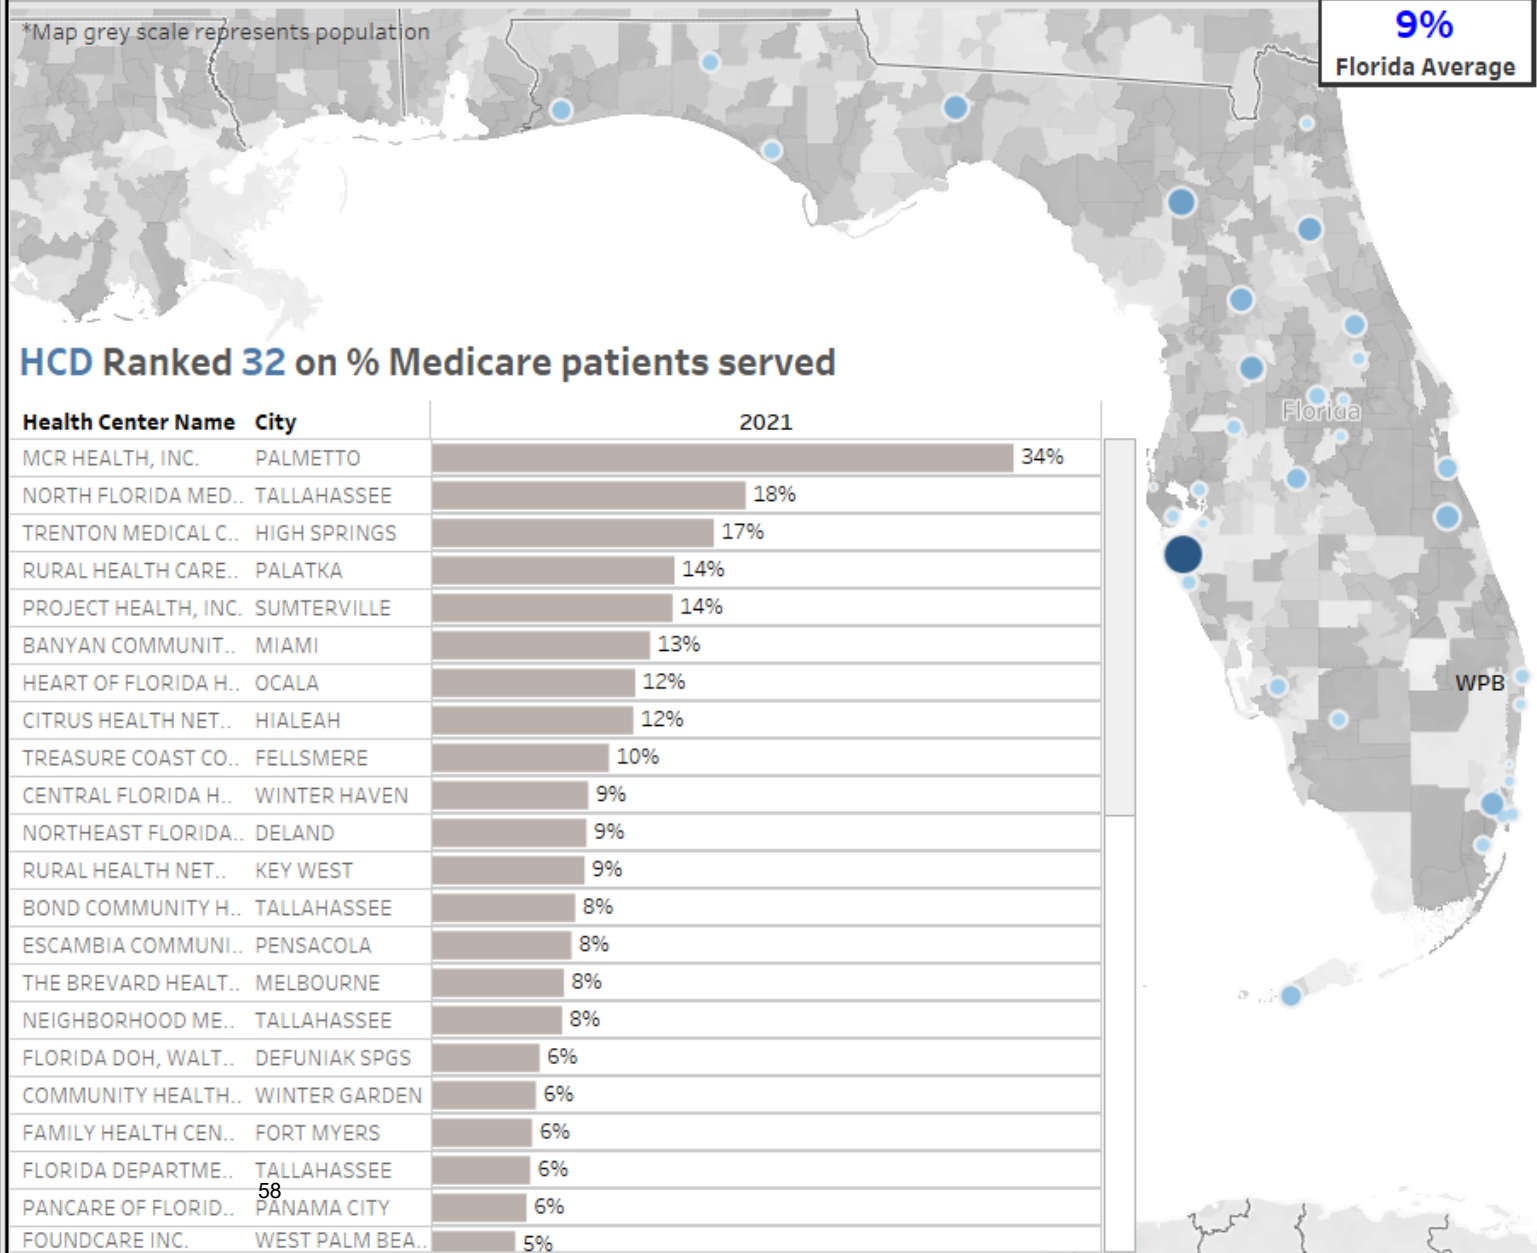 *Map grey scale represents population
9%
Florida Average
HCD Ranked 32 on % Medicare patients served
Health Center Name City 2021
MCR HEALTH, INC. PALMETTO 34%
NORTH FLORIDA MED.. TALLAHASSEE 18%
TRENTON MEDICAL C.. HIGH SPRINGS 17%
RURAL HEALTH CARE.. PALATKA 14%
PROJECT HEALTH, INC. SUMTERVILLE 14%
BANYAN COMMUNIT.. MIAMI 13%
HEART OF FLORIDA H.. OCALA 12%
CITRUS HEALTH NET.. HIALEAH 12%
TREASURE COAST CO.. FELLSMERE 10%
CENTRAL FLORIDA H.. WINTER HAVEN 9%
NORTHEAST FLORIDA.. DELAND 9%
RURAL HEALTH NET.. KEY WEST 9%
BOND COMMUNITY H.. TALLAHASSEE 8%
ESCAMBIA COMMUNI.. PENSACOLA 8%
THE BREVARD HEALT.. MELBOURNE 8%
NEIGHBORHOOD ME.. TALLAHASSEE 8%
FLORIDA DOH, WALT.. DEFUNIAK SPGS 6%
COMMUNITY HEALTH.. WINTER GARDEN 6%
FAMILY HEALTH CEN.. FORT MYERS 6%
FLORIDA DEPARTME.. TALLAHASSEE 6%
58
PANCARE OF FLORID.. PANAMA CITY 6%
FOUNDCARE INC. WEST PALM BEA.. 5%
Florida
WPB